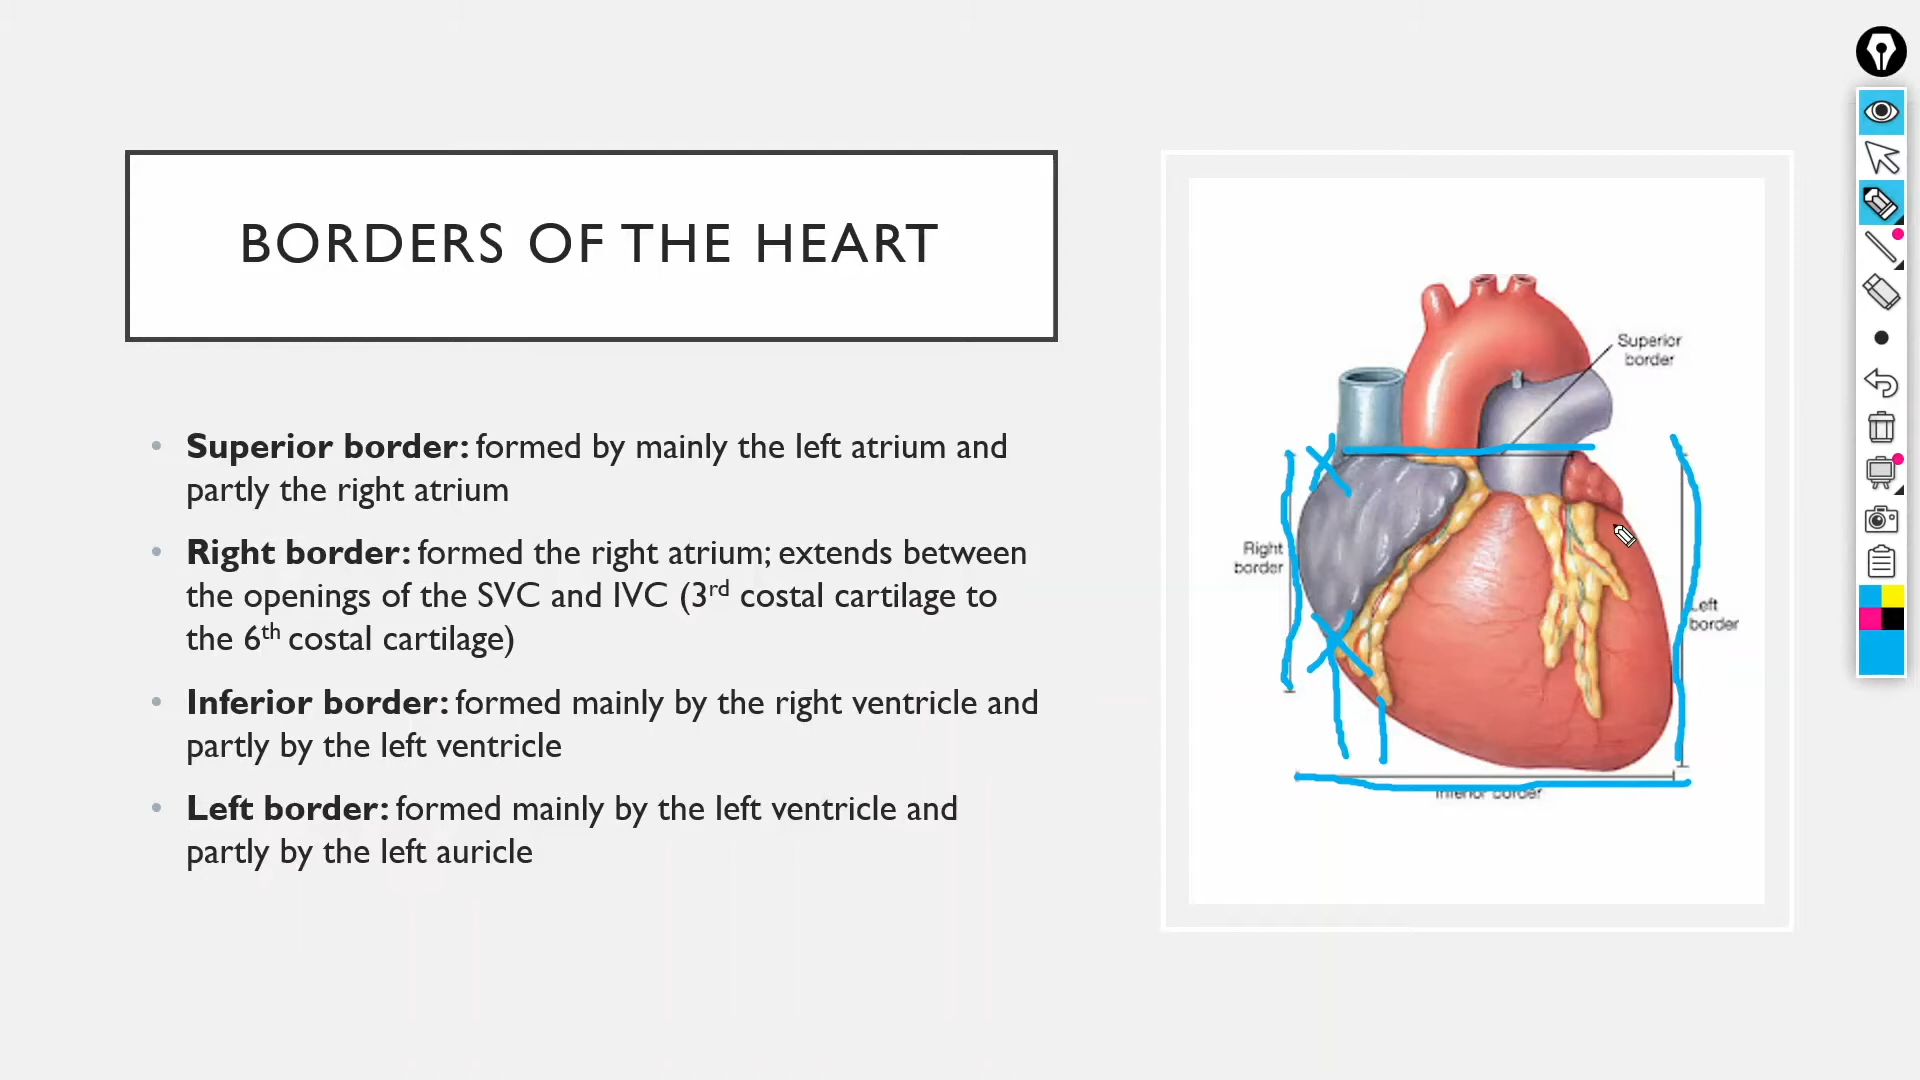 BORDERS OF THE HEART
• Superior border: formed by mainly the left atrium and
partly the right atrium
• Right border: formed the right atrium; extends between
the openings of the SVC and IVC (3rd costal cartilage to
the 6th costal cartilage)
• Inferior border: formed mainly by the right ventricle and
partly by the left ventricle
• Left border: formed mainly by the left ventricle and
partly by the left auricle
Superior
border
Right
border
Left
border
Inferior border